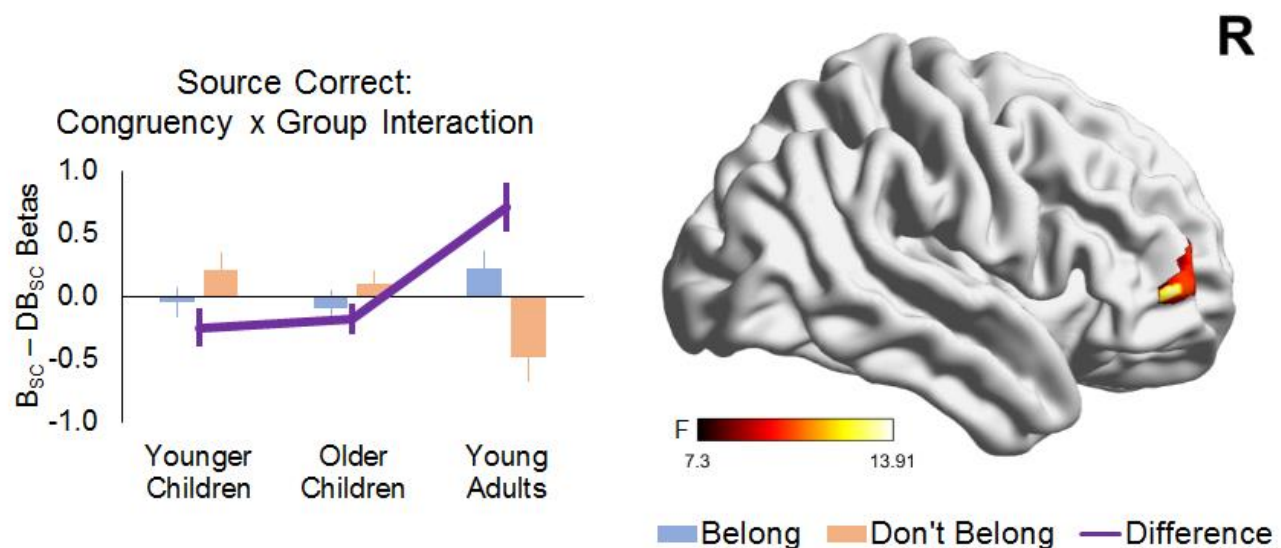 Source Correct:
Congruency x Group Interaction
B_SC – DB_SC Betas
1.0
0.5
0.0
-0.5
-1.0
Younger
Children
Older
Children
Young
Adults
R
F
7.3
13.91
Belong
Don't Belong
Difference